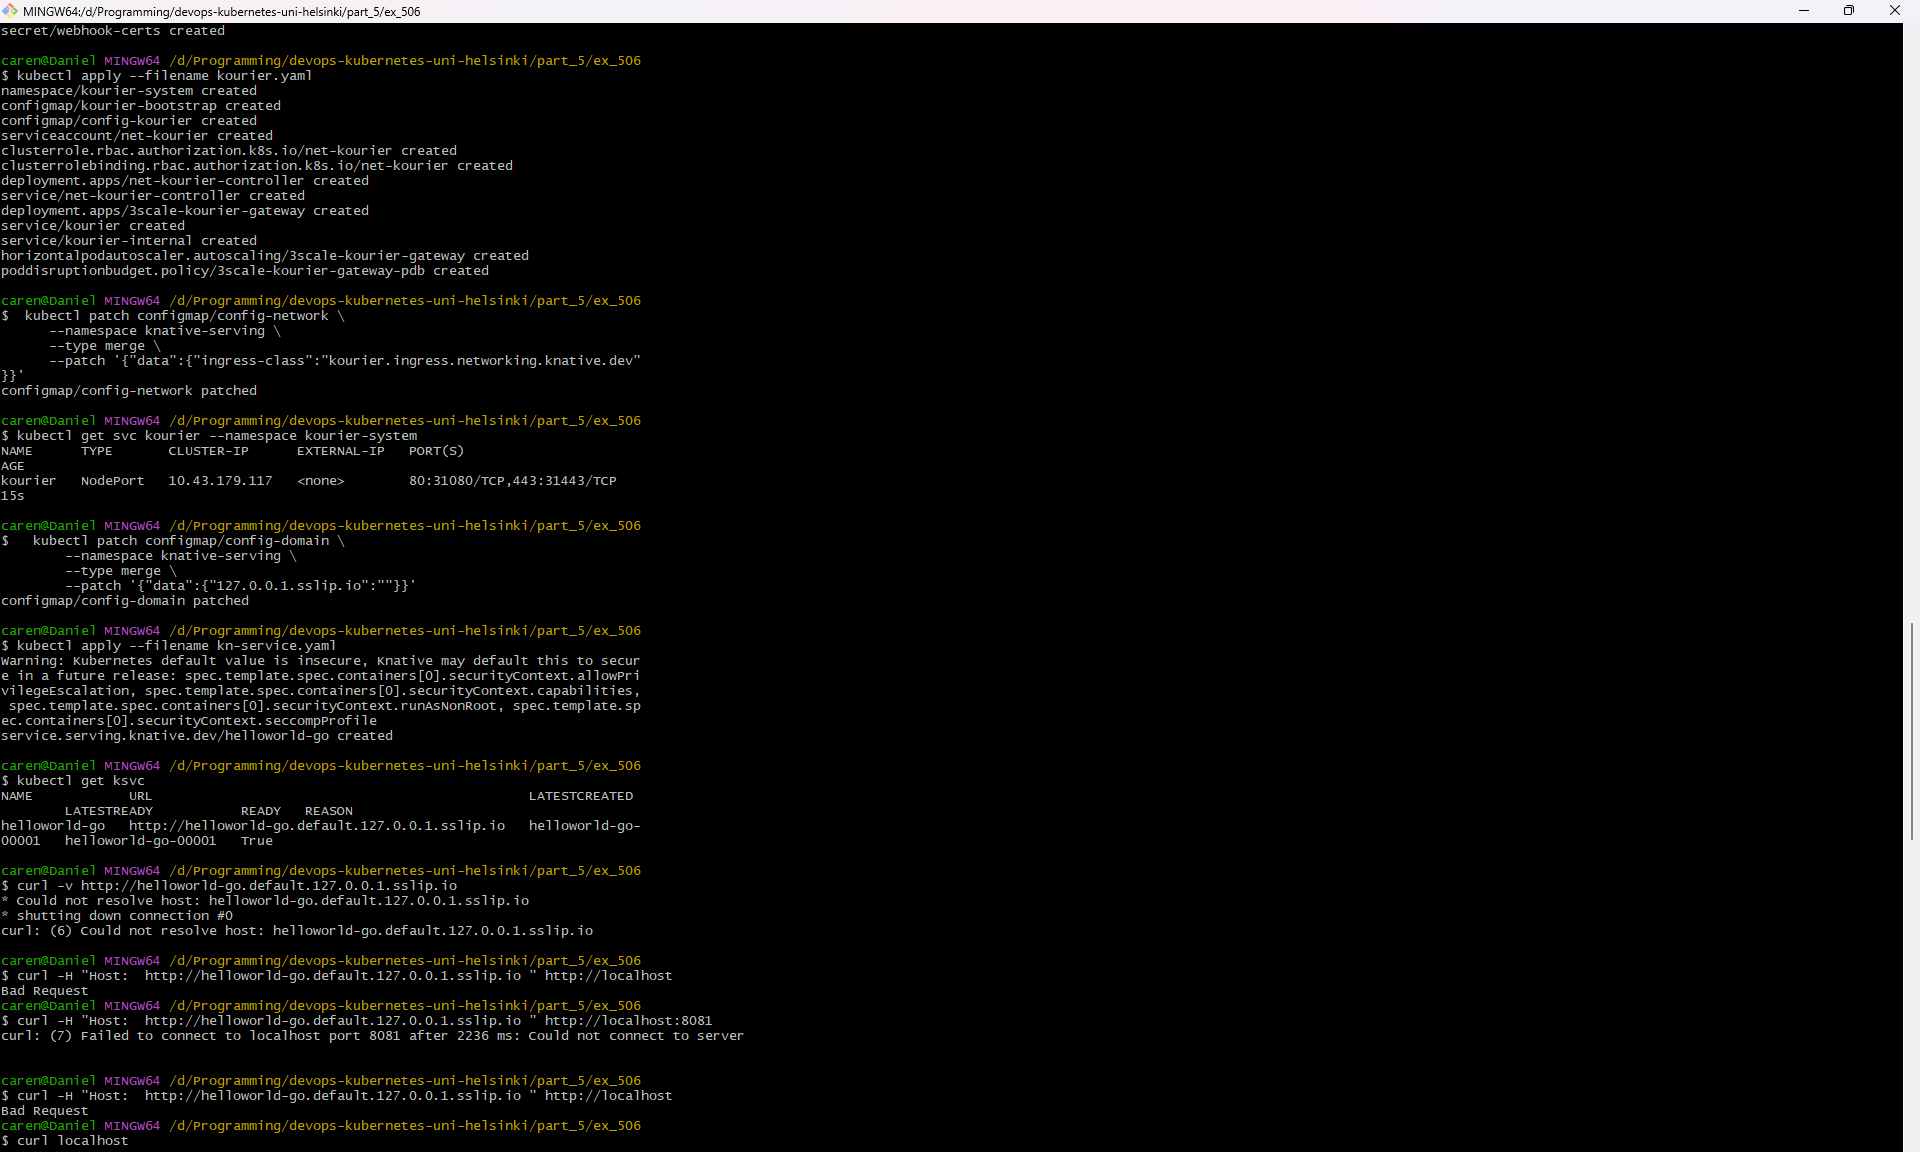 MINGW64:/d/Programming/devops-kubernetes-uni-helsinki/part_5/ex_506
secret/webhook-certs created
caren@Daniel MINGW64 /d/Programming/devops-kubernetes-uni-helsinki/part_5/ex_506
$ kubectl apply --filename kourier.yaml
namespace/kourier-system created
configmap/kourier-bootstrap created
configmap/config-kourier created
serviceaccount/net-kourier created
clusterrole.rbac.authorization.k8s.io/net-kourier created
clusterrolebinding.rbac.authorization.k8s.io/net-kourier created
deployment.apps/net-kourier-controller created
service/net-kourier-controller created
deployment.apps/3scale-kourier-gateway created
service/kourier created
service/kourier-internal created
horizontalpodautoscaler.autoscaling/3scale-kourier-gateway created
poddisruptionbudget.policy/3scale-kourier-gateway-pdb created
caren@Daniel MINGW64 /d/Programming/devops-kubernetes-uni-helsinki/part_5/ex_506
$  kubectl patch configmap/config-network \
      --namespace knative-serving \
      --type merge \
      --patch '{"data":{"ingress-class":"kourier.ingress.networking.knative.dev"
}}'
configmap/config-network patched
caren@Daniel MINGW64 /d/Programming/devops-kubernetes-uni-helsinki/part_5/ex_506
$ kubectl get svc kourier --namespace kourier-system
NAME      TYPE       CLUSTER-IP      EXTERNAL-IP   PORT(S)
AGE
kourier   NodePort   10.43.179.117   <none>        80:31080/TCP,443:31443/TCP
15s
caren@Daniel MINGW64 /d/Programming/devops-kubernetes-uni-helsinki/part_5/ex_506
$   kubectl patch configmap/config-domain \
        --namespace knative-serving \
        --type merge \
        --patch '{"data":{"127.0.0.1.sslip.io":""}}'
configmap/config-domain patched
caren@Daniel MINGW64 /d/Programming/devops-kubernetes-uni-helsinki/part_5/ex_506
$ kubectl apply --filename kn-service.yaml
Warning: Kubernetes default value is insecure, Knative may default this to secur
e in a future release: spec.template.spec.containers[0].securityContext.allowPri
vilegeEscalation, spec.template.spec.containers[0].securityContext.capabilities,
 spec.template.spec.containers[0].securityContext.runAsNonRoot, spec.template.sp
ec.containers[0].securityContext.seccompProfile
service.serving.knative.dev/helloworld-go created
caren@Daniel MINGW64 /d/Programming/devops-kubernetes-uni-helsinki/part_5/ex_506
$ kubectl get ksvc
NAME            URL                                               LATESTCREATED
        LATESTREADY           READY   REASON
helloworld-go   http://helloworld-go.default.127.0.0.1.sslip.io   helloworld-go-
00001   helloworld-go-00001   True
caren@Daniel MINGW64 /d/Programming/devops-kubernetes-uni-helsinki/part_5/ex_506
$ curl -v http://helloworld-go.default.127.0.0.1.sslip.io
* Could not resolve host: helloworld-go.default.127.0.0.1.sslip.io
* shutting down connection #0
curl: (6) Could not resolve host: helloworld-go.default.127.0.0.1.sslip.io
caren@Daniel MINGW64 /d/Programming/devops-kubernetes-uni-helsinki/part_5/ex_506
$ curl -H "Host:  http://helloworld-go.default.127.0.0.1.sslip.io " http://localhost
Bad Request
caren@Daniel MINGW64 /d/Programming/devops-kubernetes-uni-helsinki/part_5/ex_506
$ curl -H "Host:  http://helloworld-go.default.127.0.0.1.sslip.io " http://localhost:8081
curl: (7) Failed to connect to localhost port 8081 after 2236 ms: Could not connect to server
caren@Daniel MINGW64 /d/Programming/devops-kubernetes-uni-helsinki/part_5/ex_506
$ curl -H "Host:  http://helloworld-go.default.127.0.0.1.sslip.io " http://localhost
Bad Request
caren@Daniel MINGW64 /d/Programming/devops-kubernetes-uni-helsinki/part_5/ex_506
$ curl localhost